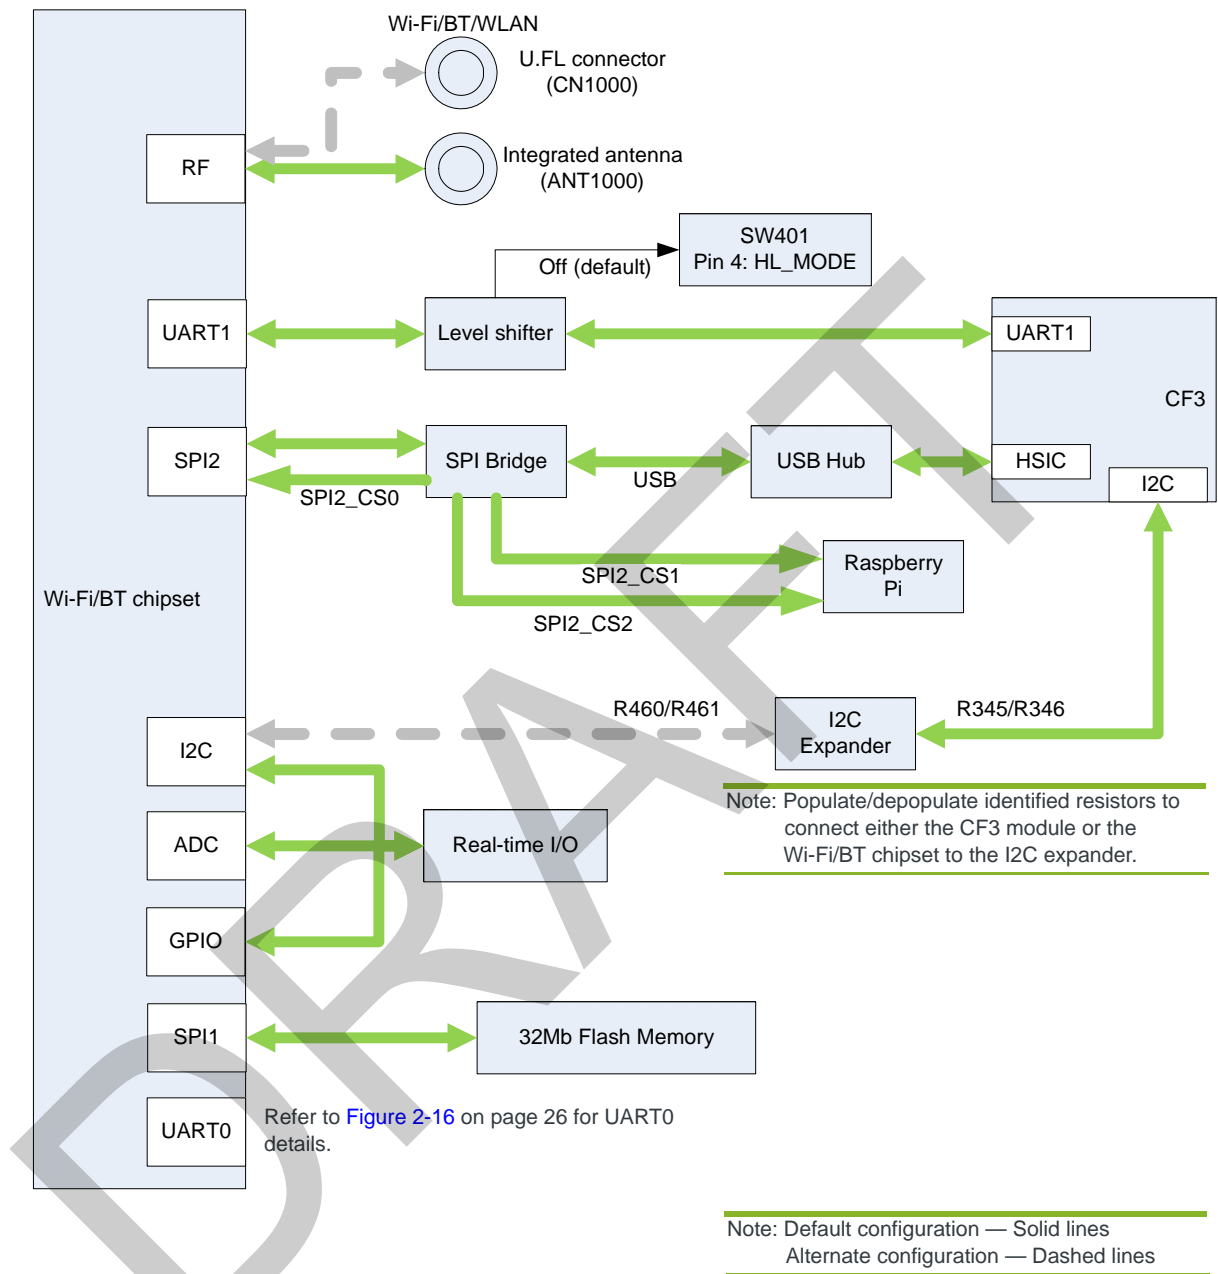 Wi-Fi/BT/WLAN
U.FL connector
(CN1000)
RF
Integrated antenna
(ANT1000)
SW401
Pin 4: HL_MODE
Off (default)
UART1
Level shifter
UART1
CF3
SPI2
SPI Bridge
USB
USB Hub
HSIC
I2C
SPI2_CS0
SPI2_CS1
SPI2_CS2
Raspberry
Pi
Wi-Fi/BT chipset
I2C
R460/R461
I2C
Expander
R345/R346
Note: Populate/depopulate identified resistors to
connect either the CF3 module or the
Wi-Fi/BT chipset to the I2C expander.
ADC
Real-time I/O
GPIO
SPI1
32Mb Flash Memory
UART0
Refer to Figure 2-16 on page 26 for UART0
details.
Note: Default configuration — Solid lines
Alternate configuration — Dashed lines
DRAFT